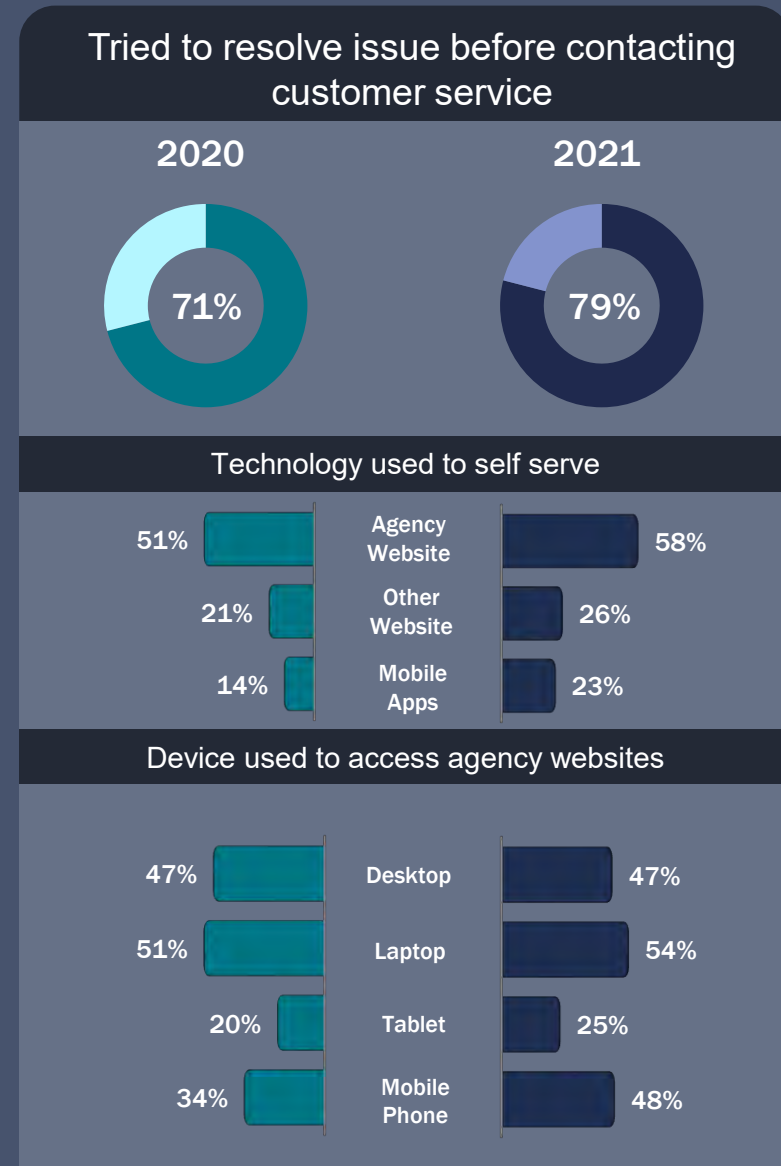 Tried to resolve issue before contacting
customer service
2020
2021
71%
79%
Technology used to self serve
51%
Agency
Website
58%
21%
Other
Website
26%
14%
Mobile
Apps
23%
Device used to access agency websites
47%
Desktop
47%
51%
Laptop
54%
20%
Tablet
25%
34%
Mobile
Phone
48%